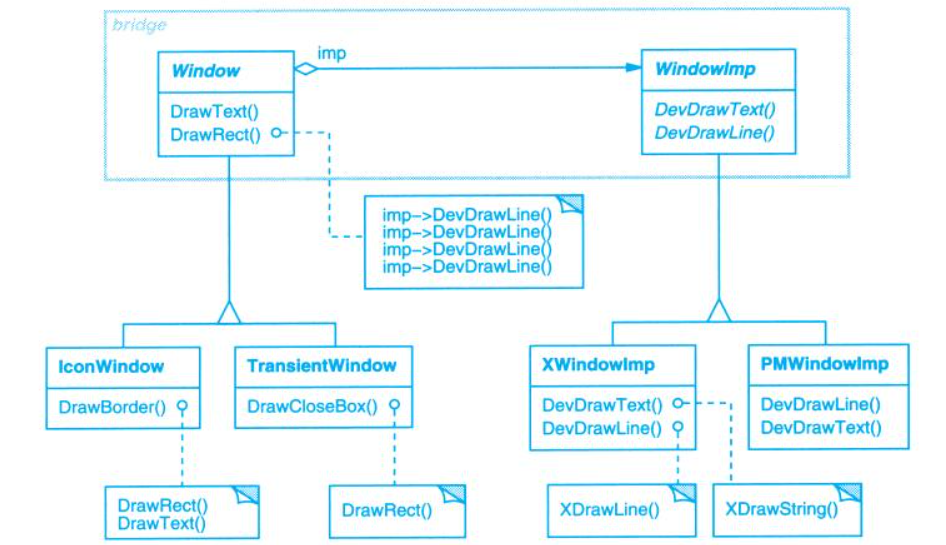 bridge
imp
Window
DrawText()
DrawRect()
WindowImp
DevDrawText()
DevDrawLine()
imp->DevDrawLine()
imp->DevDrawLine()
imp->DevDrawLine()
imp->DevDrawLine()
IconWindow
DrawBorder()
TransientWindow
DrawCloseBox()
XWindowImp
DevDrawText()
DevDrawLine()
PMWindowImp
DevDrawLine()
DevDrawText()
DrawRect()
DrawText()
DrawRect()
XDrawLine()
XDrawString()